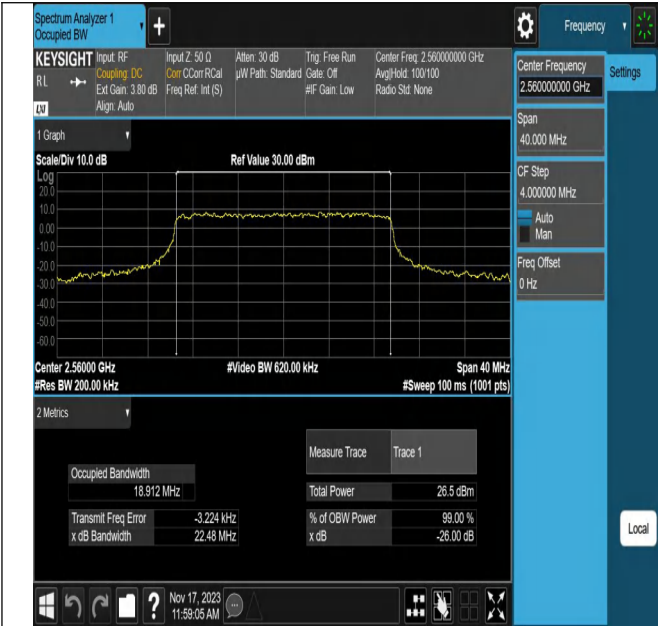 Spectrum Analyzer 1
Occupied BW
Frequency
KEYSIGHT
RL
Input: RF
Coupling: DC
Ext Gain: 3.80 dB
Align: Auto
Input Z: 50 Ω
Corr CCorr RCal
Freq Ref: Int (S)
Atten: 30 dB
µW Path: Standard
Trig: Free Run
Gate: Off
#IF Gain: Low
Center Freq: 2.560000000 GHz
Avg|Hold: 100/100
Radio Std: None
Center Frequency
2.560000000 GHz
Settings
Span
40.000 MHz
CF Step
4.000000 MHz
Auto
Man
Freq Offset
0 Hz
Local
1 Graph
Scale/Div 10.0 dB
Ref Value 30.00 dBm
Log
20.0
10.0
0.00
-10.0
-20.0
-30.0
-40.0
-50.0
-60.0
Center 2.56000 GHz
#Video BW 620.00 kHz
Span 40 MHz
#Res BW 200.00 kHz
#Sweep 100 ms (1001 pts)
2 Metrics
Measure Trace
Trace 1
Occupied Bandwidth
18.912 MHz
Total Power
26.5 dBm
Transmit Freq Error
-3.224 kHz
% of OBW Power
99.00 %
x dB Bandwidth
22.48 MHz
x dB
-26.00 dB
Nov 17, 2023
11:59:05 AM